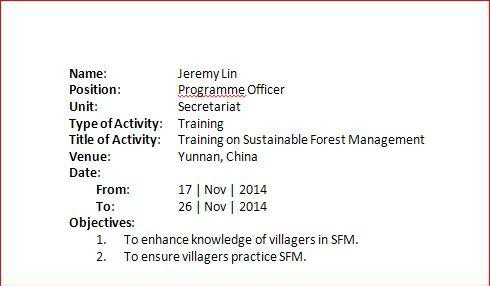 Name: Jeremy Lin
Position: Programme Officer
Unit: Secretariat
Type of Activity: Training
Title of Activity: Training on Sustainable Forest Management
Venue: Yunnan, China
Date:
From: 17 | Nov | 2014
To: 26 | Nov | 2014
Objectives:
1. To enhance knowledge of villagers in SFM.
2. To ensure villagers practice SFM.